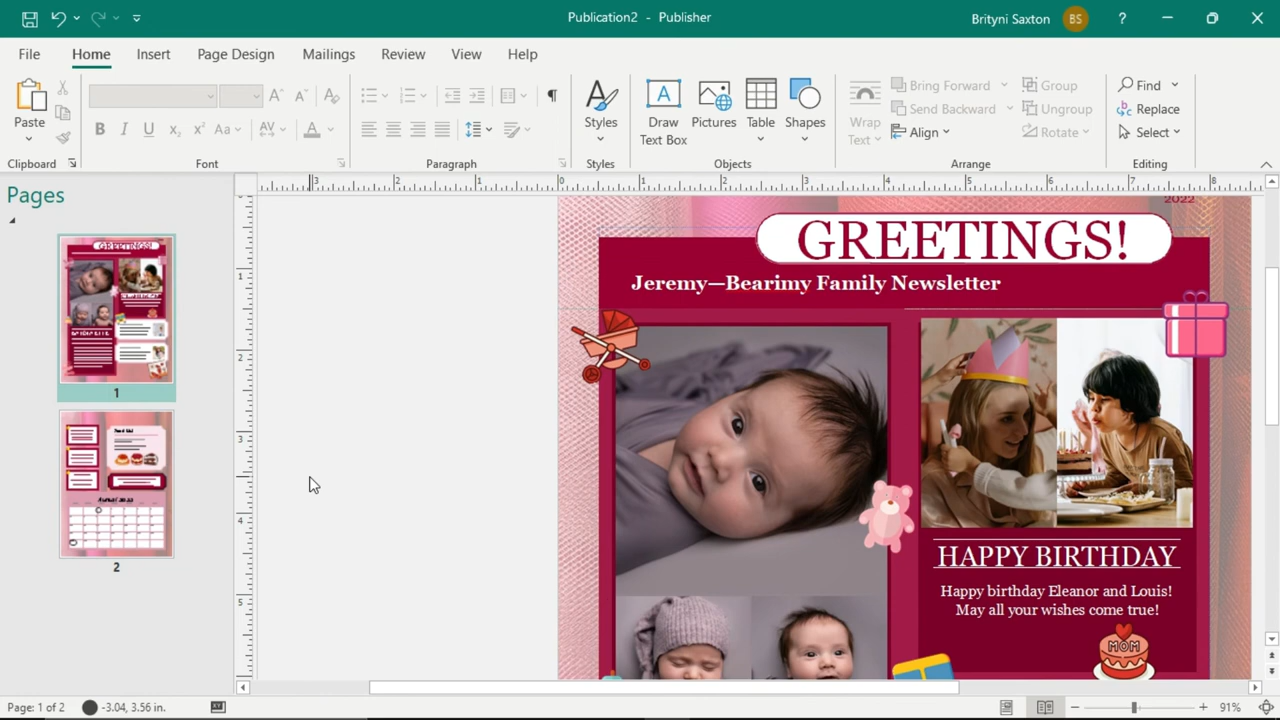 Publication2 - Publisher
Brityni Saxton
BS
?
File
Home
Insert
Page Design
Mailings
Review
View
Help
Paste
Clipboard
Font
Paragraph
Styles
Styles
Draw
Text Box
Pictures
Table
Shapes
Objects
Wrap
Text
Bring Forward
Send Backward
Align
Group
Ungroup
Rotate
Arrange
Find
Replace
Select
Editing
Pages
1
2
2022
GREETINGS!
Jeremy—Bearimy Family Newsletter
HAPPY BIRTHDAY
Happy birthday Eleanor and Louis!
May all your wishes come true!
MOM
Page: 1 of 2
-3.04, 3.56 in.
91%